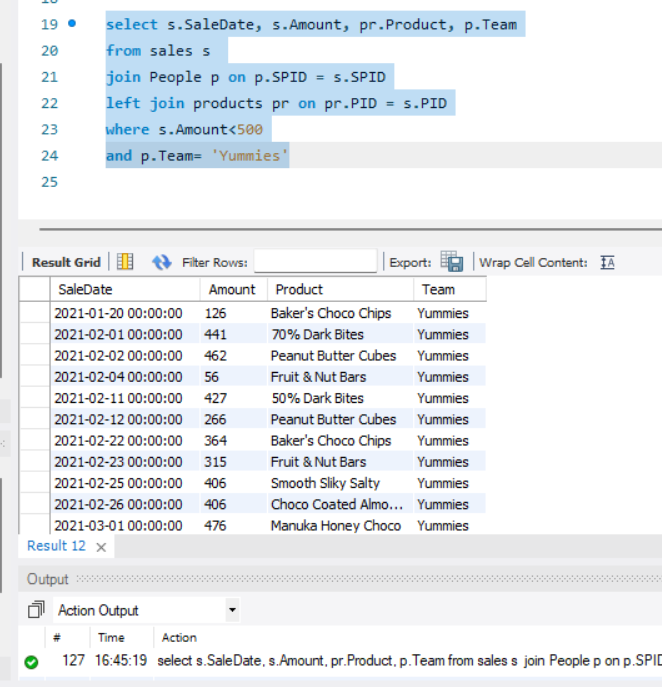 19 select s.SaleDate, s.Amount, pr.Product, p.Team
20 from sales s
21 join People p on p.SPID = s.SPID
22 left join products pr on pr.PID = s.PID
23 where s.Amount<500
24 and p.Team= 'Yummies'
25
Result Grid Filter Rows: Export: Wrap Cell Content: IA
SaleDate Amount Product Team
2021-01-20 00:00:00 126 Baker's Choco Chips Yummies
2021-02-01 00:00:00 441 70% Dark Bites Yummies
2021-02-02 00:00:00 462 Peanut Butter Cubes Yummies
2021-02-04 00:00:00 56 Fruit & Nut Bars Yummies
2021-02-11 00:00:00 427 50% Dark Bites Yummies
2021-02-12 00:00:00 266 Peanut Butter Cubes Yummies
2021-02-22 00:00:00 364 Baker's Choco Chips Yummies
2021-02-23 00:00:00 315 Fruit & Nut Bars Yummies
2021-02-25 00:00:00 406 Smooth Sliky Salty Yummies
2021-02-26 00:00:00 406 Choco Coated Almo... Yummies
2021-03-01 00:00:00 476 Manuka Honey Choco Yummies
Result 12
Output
Action Output
# Time Action
127 16:45:19 select s.SaleDate, s.Amount, pr.Product, p.Team from sales s join People p on p.SPID